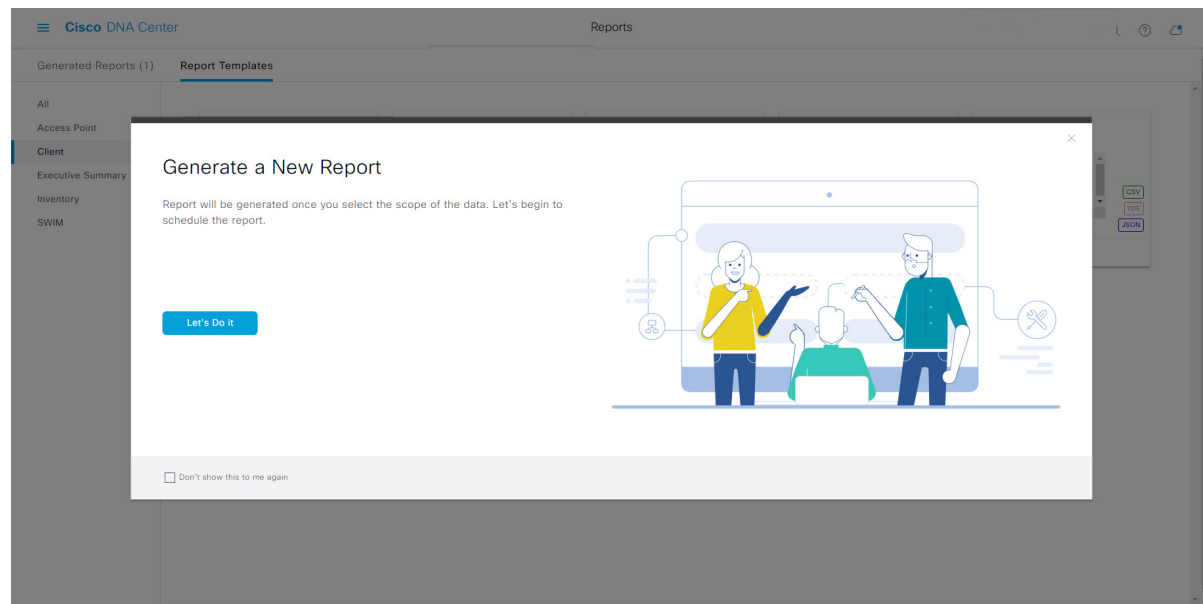 Cisco DNA Center
Reports
Generated Reports (1) Report Templates
All
Access Point
Client
Executive Summary
Inventory
SWIM
Generate a New Report
Report will be generated once you select the scope of the data. Let's begin to
schedule the report.
Let's Do it
Don't show this to me again
CSV
TDE
JSON